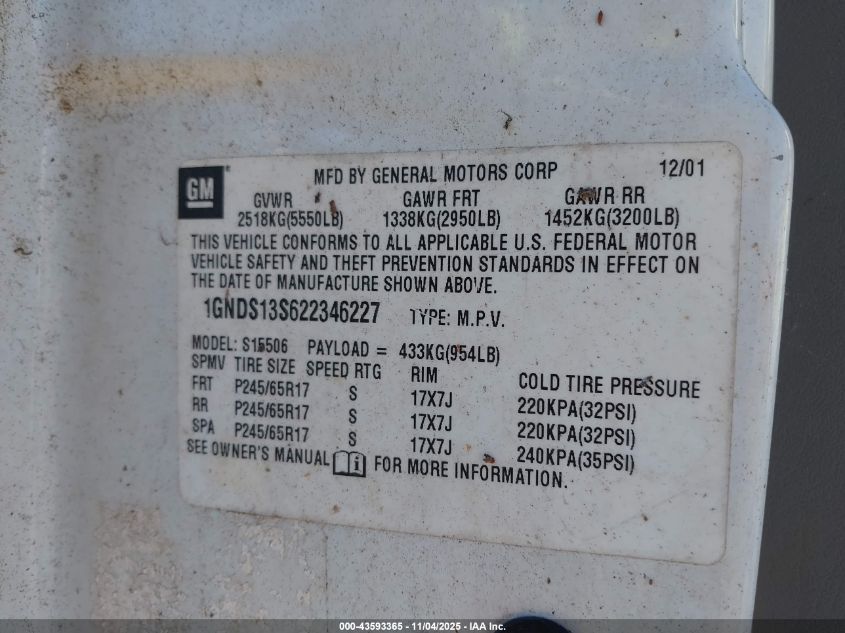 GM MFD BY GENERAL MOTORS CORP 12/01
GVWR GAWR FRT GAWR RR
2518KG(5550LB) 1338KG(2950LB) 1452KG(3200LB)
THIS VEHICLE CONFORMS TO ALL APPLICABLE U.S. FEDERAL MOTOR
VEHICLE SAFETY AND THEFT PREVENTION STANDARDS IN EFFECT ON
THE DATE OF MANUFACTURE SHOWN ABOVE.
1GNDS13S622346227 TYPE: M.P.V.
MODEL: S15506 PAYLOAD = 433KG(954LB)
SPMV TIRE SIZE SPEED RTG RIM COLD TIRE PRESSURE
FRT P245/65R17 S 17X7J 220KPA(32PSI)
RR P245/65R17 S 17X7J 220KPA(32PSI)
SPA P245/65R17 S 17X7J 240KPA(35PSI)
SEE OWNER'S MANUAL FOR MORE INFORMATION.
000-43593365 - 11/04/2025 - IAA Inc.